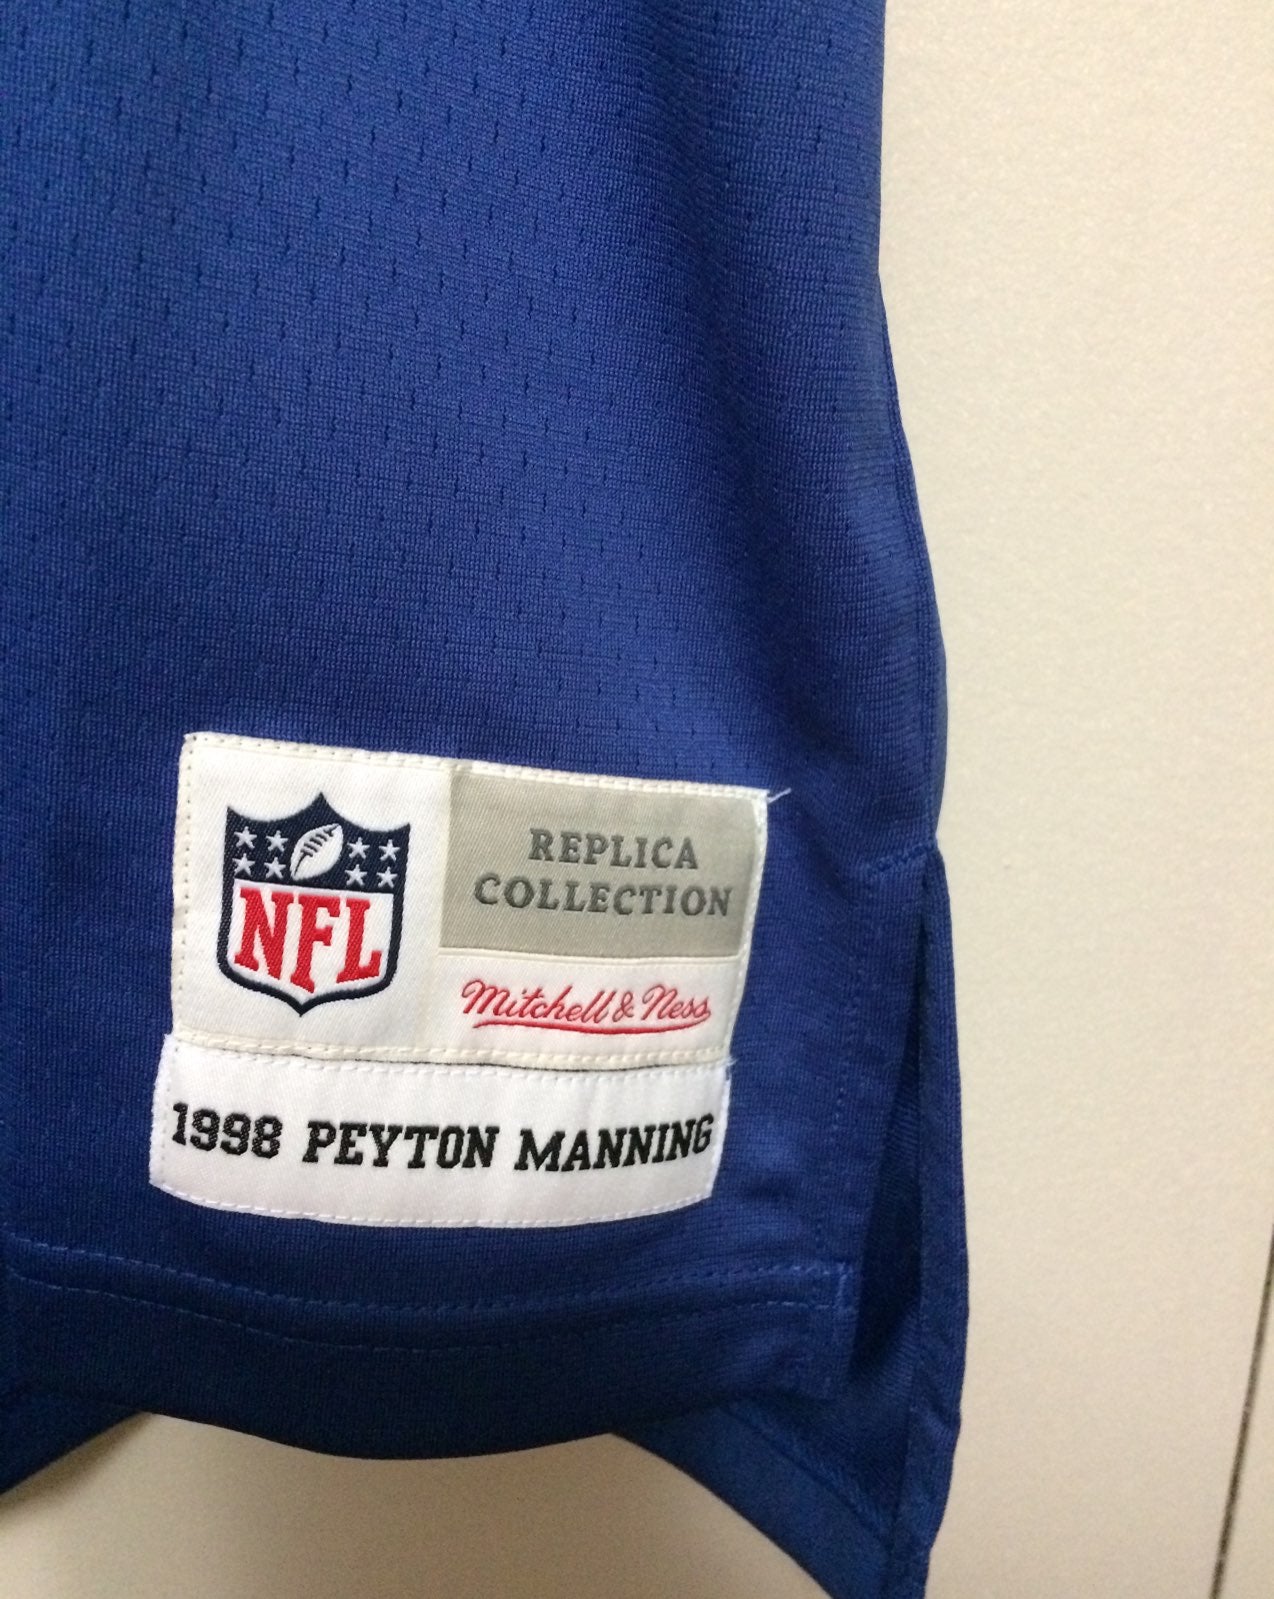 NFL
REPLICA
COLLECTION
Mitchell & Ness
1998 PEYTON MANNING